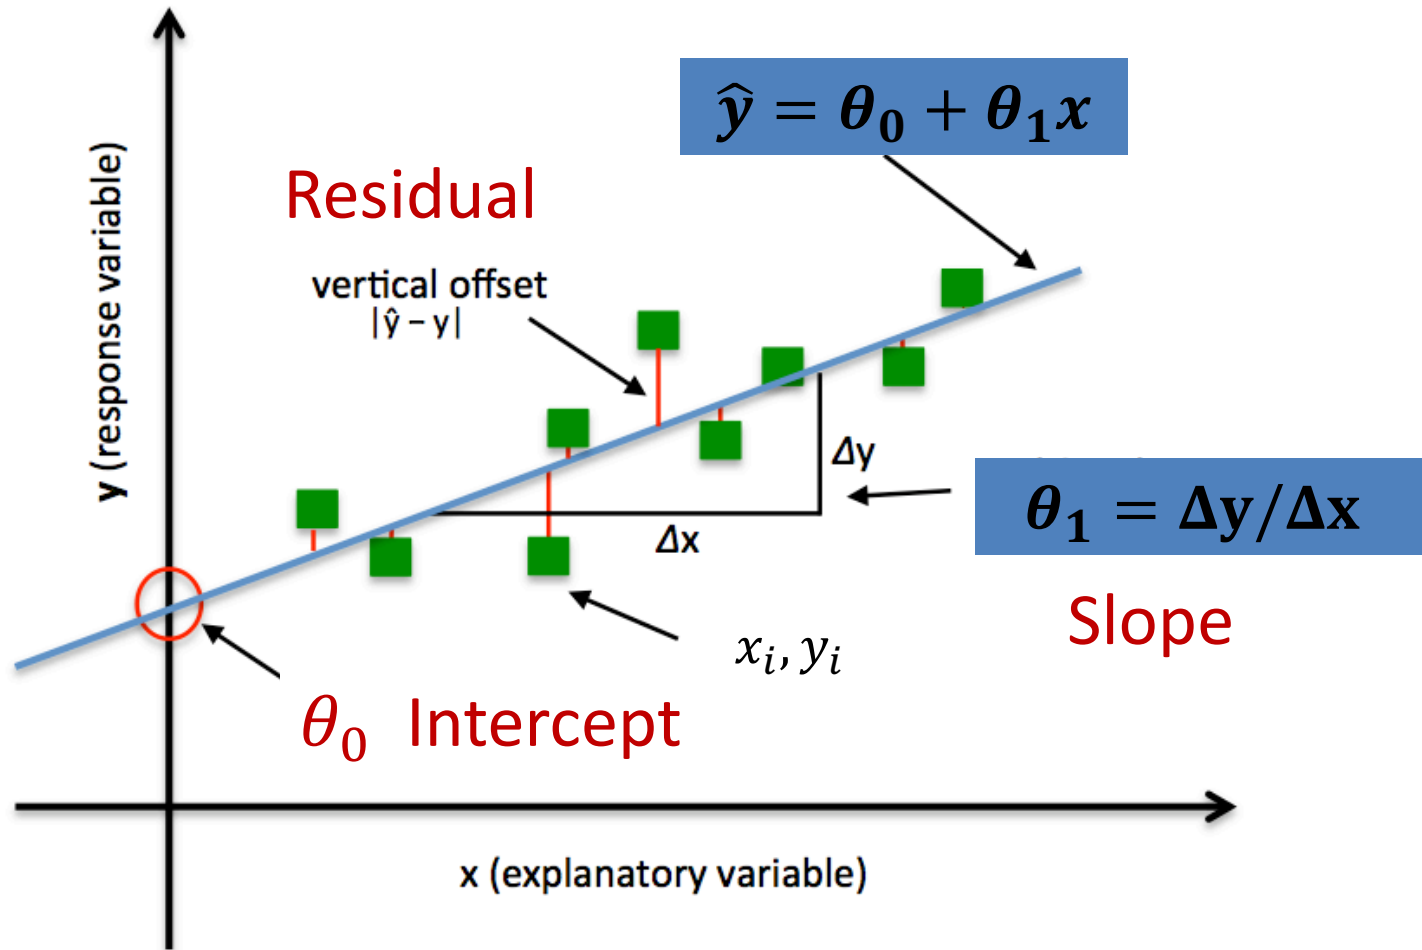 ŷ = θ₀ + θ₁x
Residual
vertical offset
|ŷ – y|
y (response variable)
Δy
θ₁ = Δy/Δx
Δx
Slope
xᵢ, yᵢ
θ₀ Intercept
x (explanatory variable)